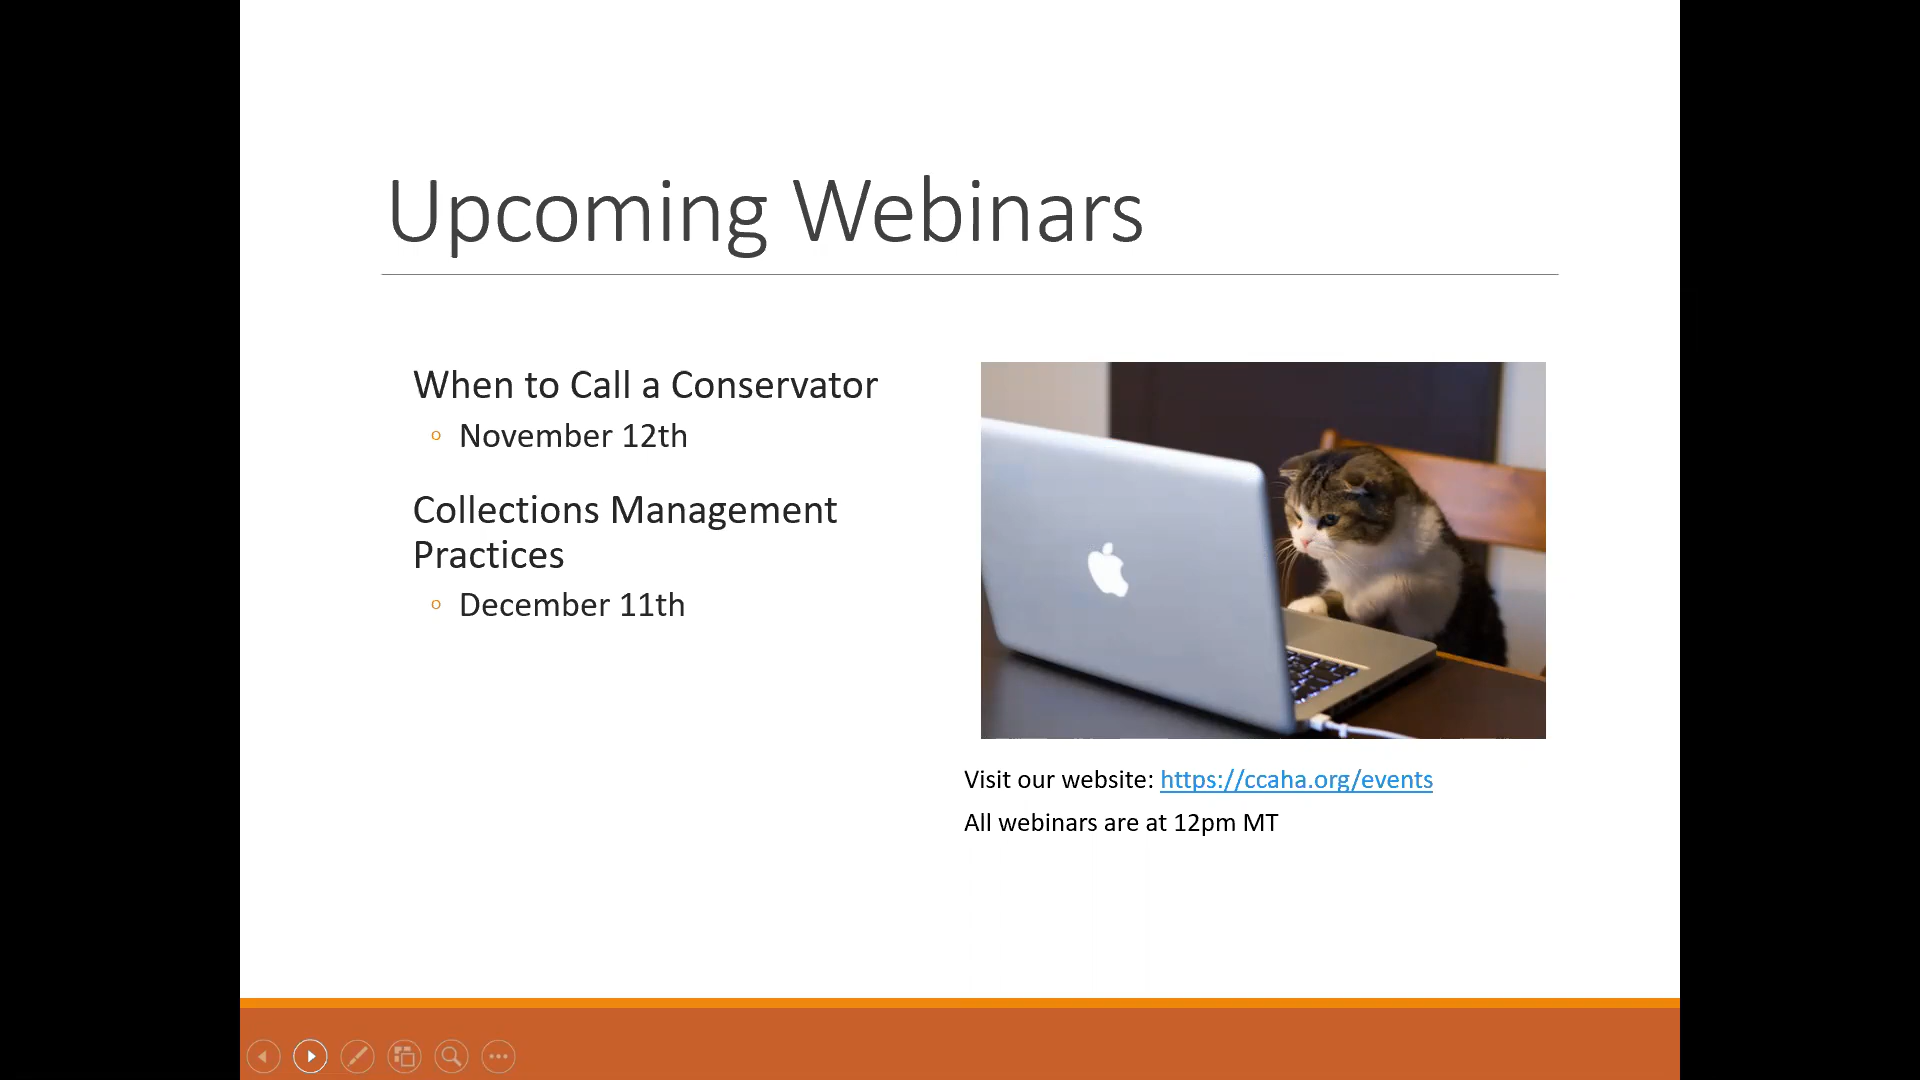 Upcoming Webinars
When to Call a Conservator
November 12th
Collections Management
Practices
December 11th
Visit our website: https://ccaha.org/events
All webinars are at 12pm MT